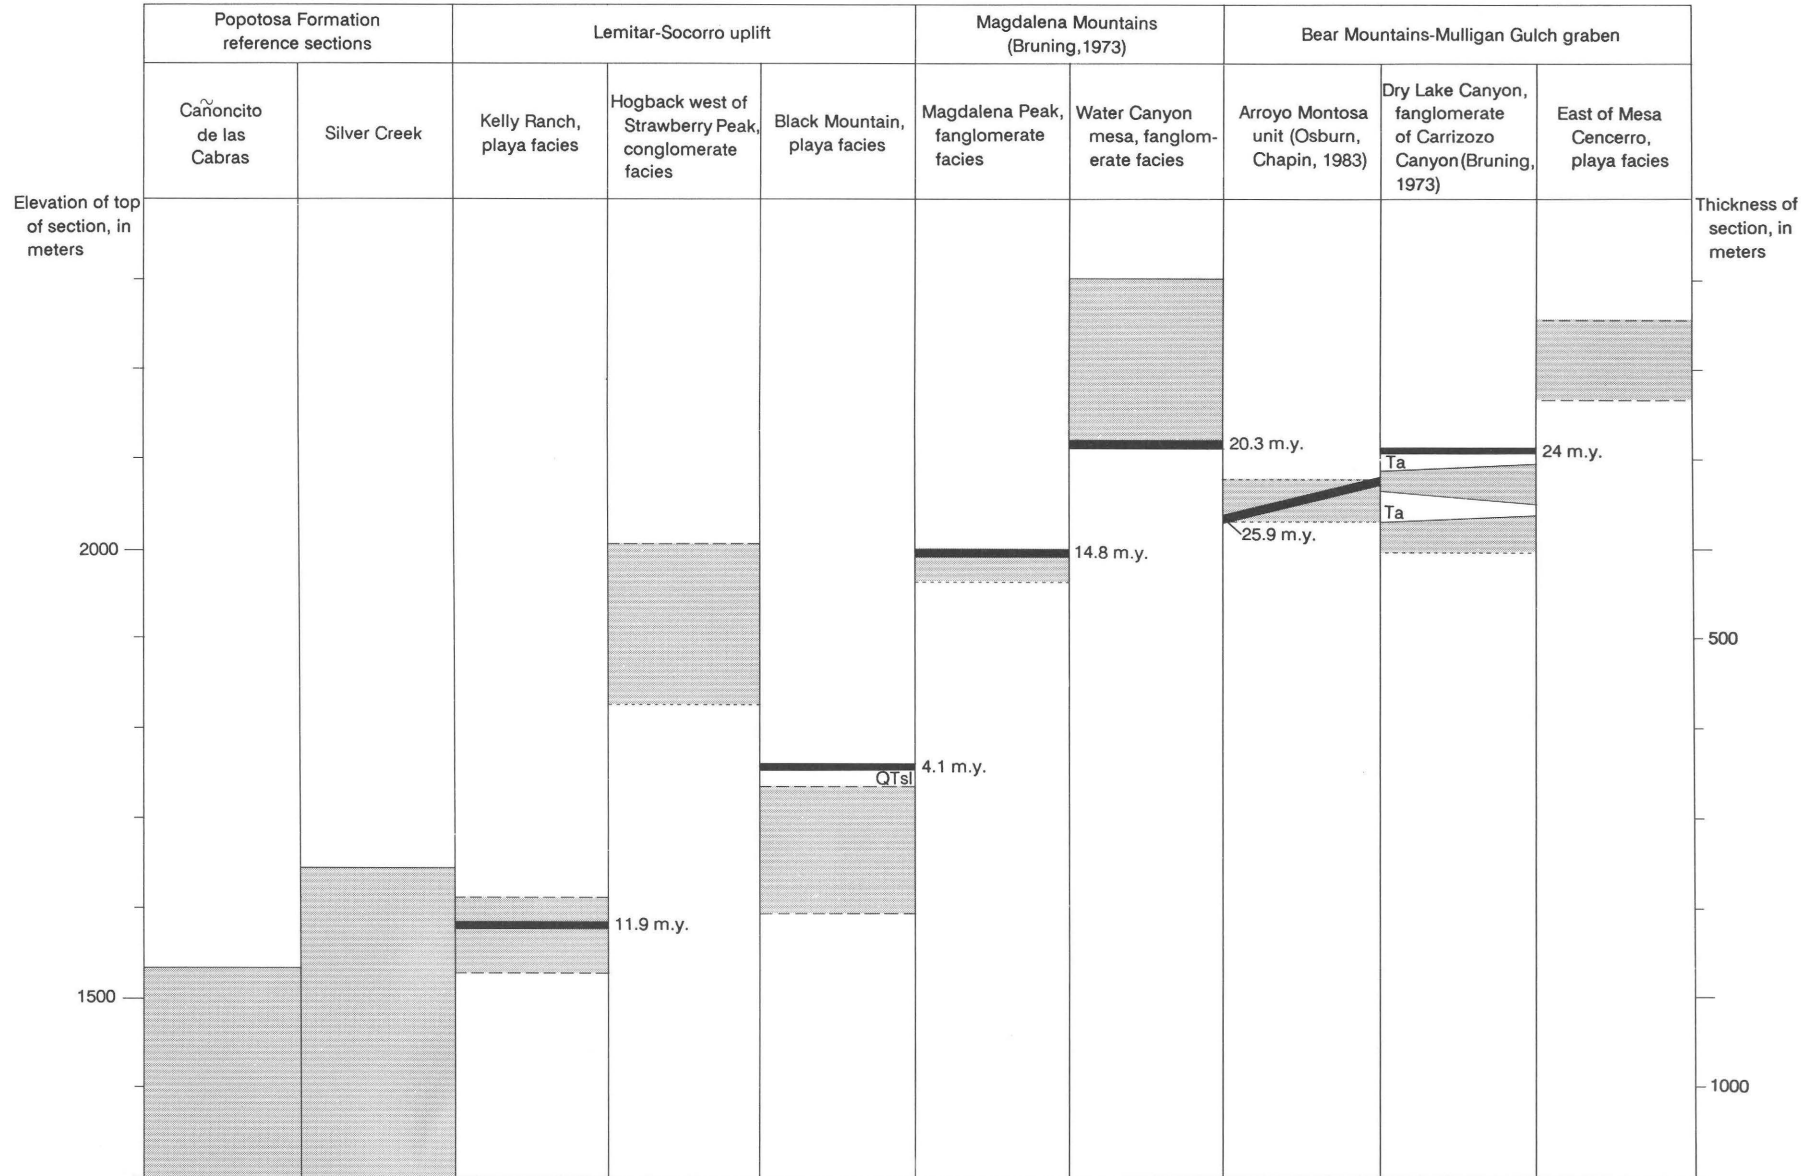 Popotosa Formation
reference sections
Lemitar-Socorro uplift
Magdalena Mountains
(Bruning,1973)
Bear Mountains-Mulligan Gulch graben
Cañoncito
de las
Cabras
Silver Creek
Kelly Ranch,
playa facies
Hogback west of
Strawberry Peak,
conglomerate
facies
Black Mountain,
playa facies
Magdalena Peak,
fanglomerate
facies
Water Canyon
mesa, fanglom-
erate facies
Arroyo Montosa
unit (Osburn,
Chapin, 1983)
Dry Lake Canyon,
fanglomerate
of Carrizozo
Canyon (Bruning,
1973)
East of Mesa
Cencerro,
playa facies
Elevation of top
of section, in
meters
Thickness of
section, in
meters
20.3 m.y.
24 m.y.
Ta
Ta
25.9 m.y.
2000
14.8 m.y.
500
4.1 m.y.
QTsl
11.9 m.y.
1500
1000